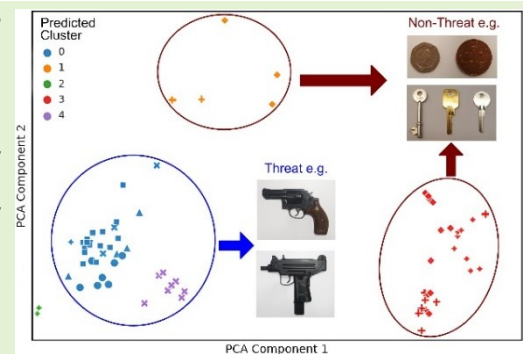 Predicted
Cluster
0
1
2
3
4
Non-Threat e.g.
Threat e.g.
PCA Component 2
PCA Component 1